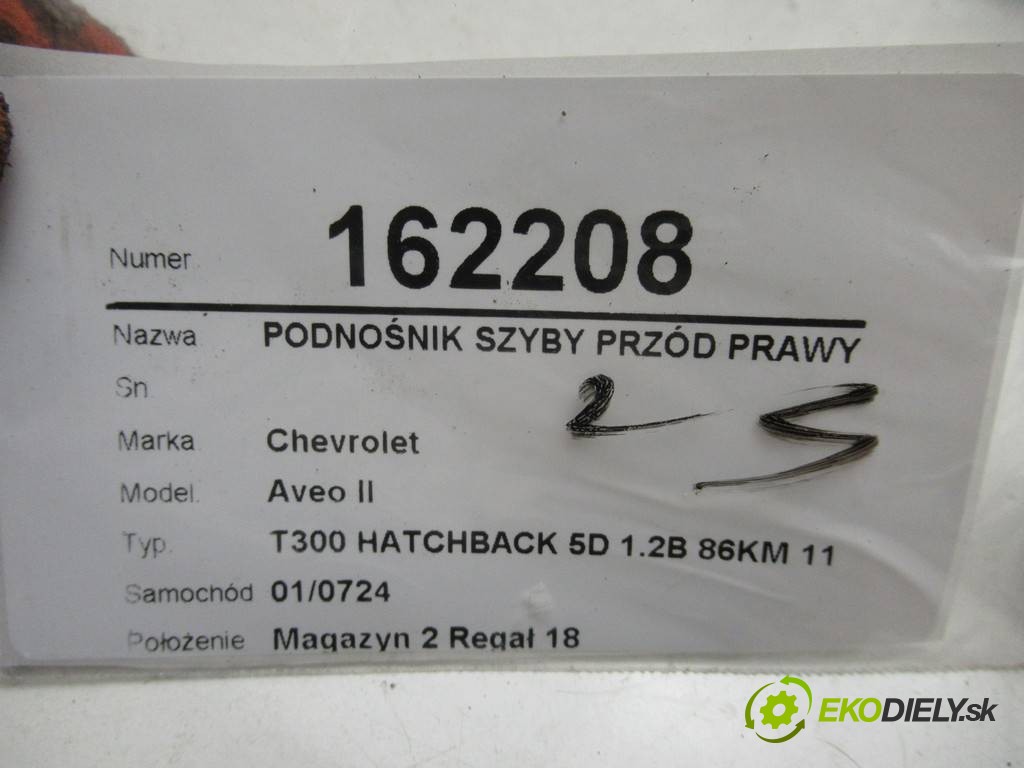 Numer 162208
Nazwa PODNOŚNIK SZYBY PRZÓD PRAWY
Sn
2 S
Marka Chevrolet
Model Aveo II
Typ T300 HATCHBACK 5D 1.2B 86KM 11
Samochód 01/0724
Położenie Magazyn 2 Regał 18
EKODIELY.sk